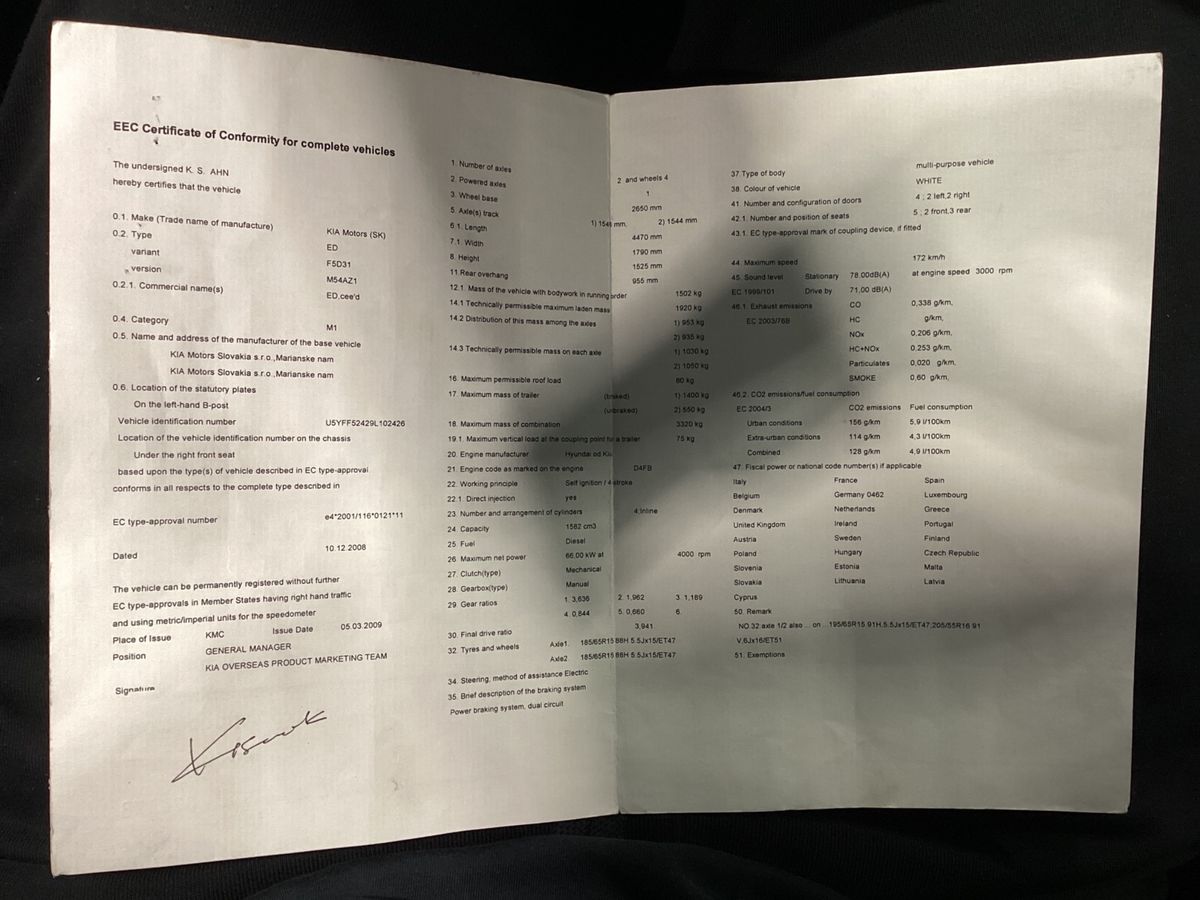 EEC Certificate of Conformity for complete vehicles
The undersigned K. S. AHN
hereby certifies that the vehicle
0.1. Make (Trade name of manufacture) KIA Motors (SK)
0.2. Type ED
variant F5D31
version M54AZ1
0.2.1. Commercial name(s) ED,cee'd
0.4. Category M1
0.5. Name and address of the manufacturer of the base vehicle
KIA Motors Slovakia s.r.o.,Marianske nam
KIA Motors Slovakia s.r.o.,Marianske nam
0.6. Location of the statutory plates
On the left-hand B-post
Vehicle identification number U5YFF52429L102426
Location of the vehicle identification number on the chassis
Under the right front seat
based upon the type(s) of vehicle described in EC type-approval
conforms in all respects to the complete type described in
EC type-approval number e4*2001/116*0121*11
Dated 10.12.2008
The vehicle can be permanently registered without further
EC type-approvals in Member States having right hand traffic
and using metric/imperial units for the speedometer
Place of Issue KMC Issue Date 05.03.2009
Position GENERAL MANAGER
KIA OVERSEAS PRODUCT MARKETING TEAM
Signature
1. Number of axles 2 and wheels 4
2. Powered axles 1
3. Wheel base 2650 mm
5. Axle(s) track 1) 1546 mm. 2) 1544 mm
6.1. Length 4470 mm
7.1. Width 1790 mm
8. Height 1525 mm
11.Rear overhang 955 mm
12.1. Mass of the vehicle with bodywork in running order 1502 kg
14.1 Technically permissible maximum laden mass 1920 kg
14.2 Distribution of this mass among the axles 1) 953 kg
2) 935 kg
14.3 Technically permissible mass on each axle 1) 1030 kg
2) 1050 kg
16. Maximum permissible roof load 80 kg
17. Maximum mass of trailer (braked) 1) 1400 kg
(unbraked) 2) 550 kg
18. Maximum mass of combination 3320 kg
19.1. Maximum vertical load at the coupling point for a trailer 75 kg
20. Engine manufacturer Hyundai od Kia
21. Engine code as marked on the engine D4FB
22. Working principle Self ignition / 4 stroke
22.1. Direct injection yes
23. Number and arrangement of cylinders 4,Inline
24. Capacity 1582 cm3
25. Fuel Diesel
26. Maximum net power 66,00 kW at 4000 rpm
27. Clutch(type) Mechanical
28. Gearbox(type) Manual
29. Gear ratios 1. 3,636 2. 1,962 3. 1,189
4. 0,844 5. 0,660 6.
30. Final drive ratio 3,941
32. Tyres and wheels Axle1. 185/65R15 88H 5.5Jx15/ET47
Axle2 185/65R15 88H 5.5Jx15/ET47
34. Steering, method of assistance Electric
35. Brief description of the braking system
Power braking system, dual circuit
37.Type of body multi-purpose vehicle
38. Colour of vehicle WHITE
41. Number and configuration of doors 4 ; 2 left,2 right
42.1. Number and position of seats 5 ; 2 front,3 rear
43.1. EC type-approval mark of coupling device, if fitted
44. Maximum speed 172 km/h
45. Sound level Stationary 78,00dB(A) at engine speed 3000 rpm
EC 1999/101 Drive by 71,00 dB(A)
46.1. Exhaust emissions CO 0,338 g/km,
EC 2003/76B HC g/km,
NOx 0,206 g/km,
HC+NOx 0.253 g/km,
Particulates 0,020 g/km,
SMOKE 0,60 g/km,
46.2. CO2 emissions/fuel consumption
EC 2004/3 CO2 emissions Fuel consumption
Urban conditions 156 g/km 5,9 l/100km
Extra-urban conditions 114 g/km 4,3 l/100km
Combined 128 g/km 4,9 l/100km
47. Fiscal power or national code number(s) if applicable
Italy France Spain
Belgium Germany 0462 Luxembourg
Denmark Netherlands Greece
United Kingdom Ireland Portugal
Austria Sweden Finland
Poland Hungary Czech Republic
Slovenia Estonia Malta
Slovakia Lithuania Latvia
Cyprus
50. Remark
NO.32:axle 1/2 also ... on ...195/65R15 91H,5.5Jx15/ET47,205/55R16 91
V,6Jx16/ET51
51. Exemptions